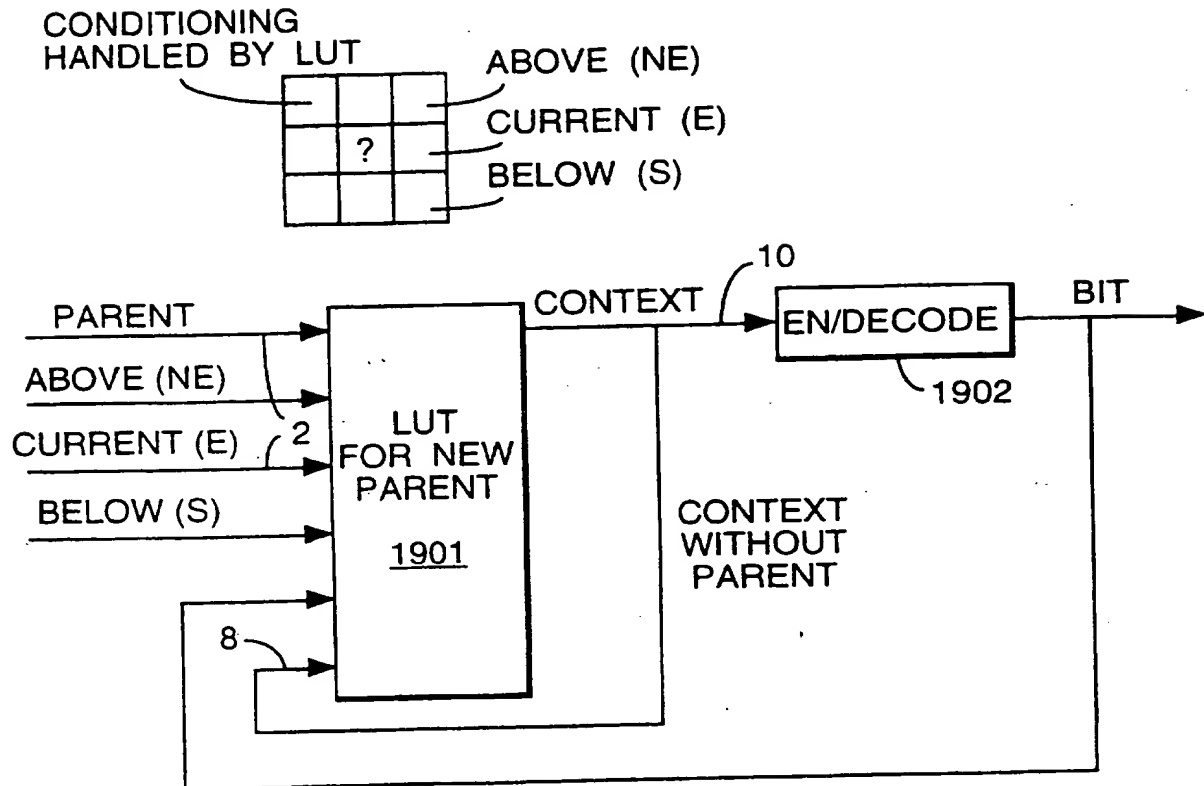 CONDITIONING
HANDLED BY LUT
ABOVE (NE)
CURRENT (E)
?
BELOW (S)
10
PARENT
CONTEXT
BIT
EN/DECODE
ABOVE (NE)
1902
2
CURRENT (E)
LUT
FOR NEW
PARENT
BELOW (S)
1901
CONTEXT
WITHOUT
PARENT
8